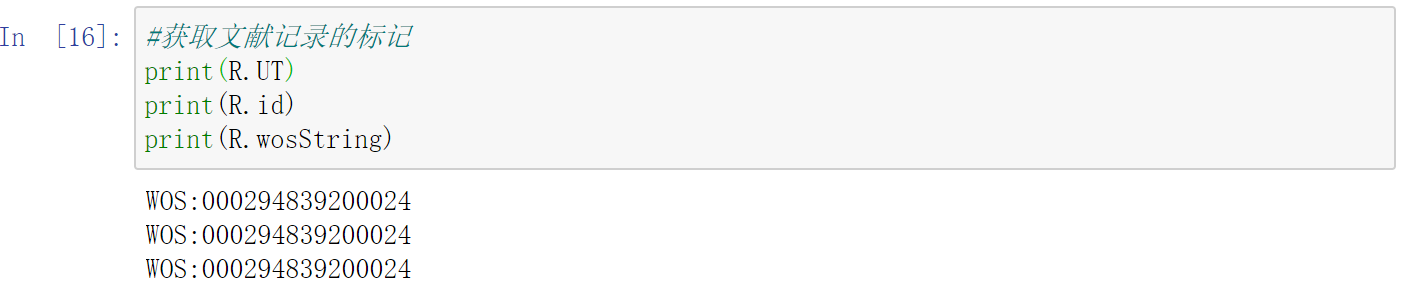 In [16]: #获取文献记录的标记
print(R.UT)
print(R.id)
print(R.wosString)
WOS:000294839200024
WOS:000294839200024
WOS:000294839200024